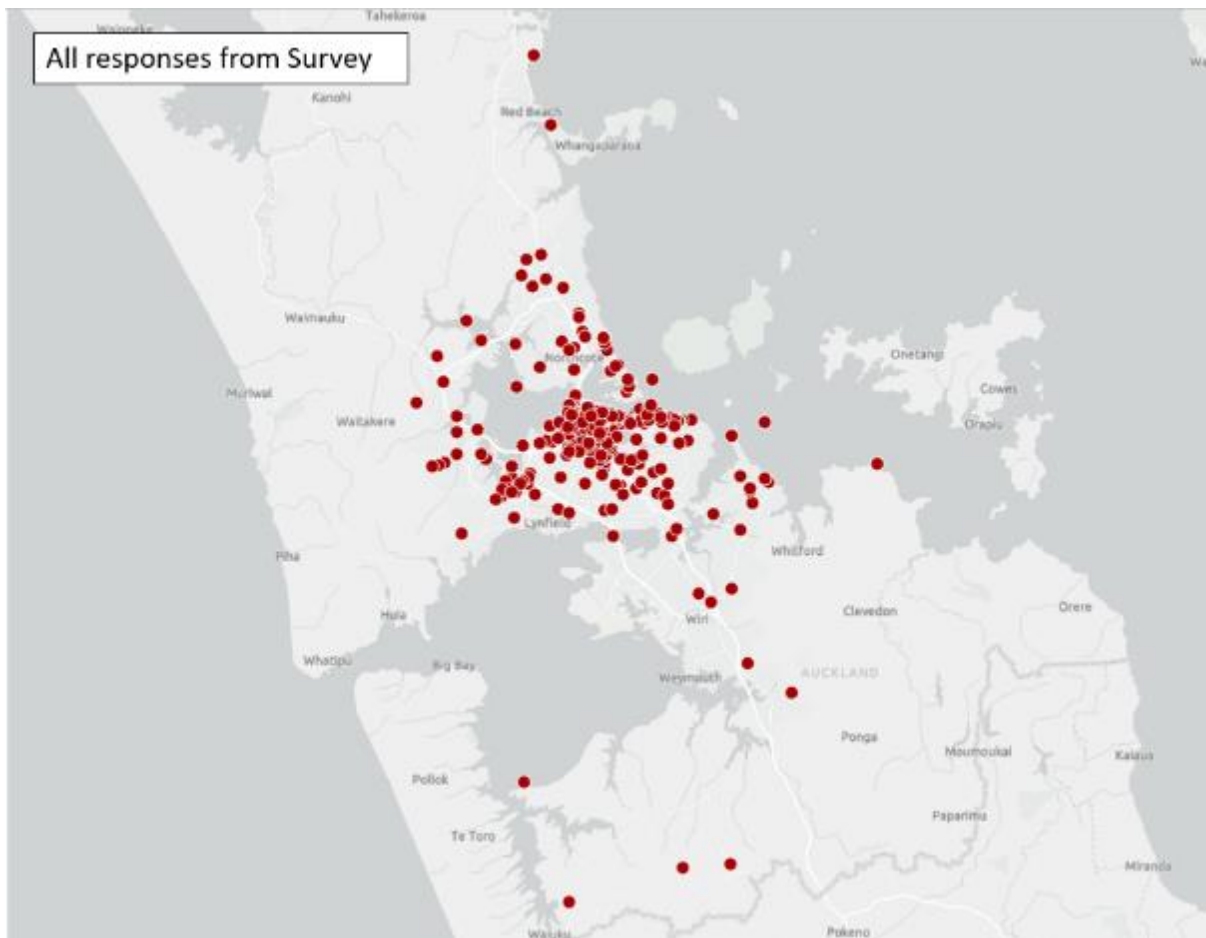 Tahekeroa
All responses from Survey
Kanohi
Red Beach
Whangaparaoa
Waimauku
Northcote
Onetangi
Cowes
Orapiu
Muriwai
Waitakere
Lynfield
Whitford
Piha
Huia
Clevedon
Orere
Wiri
Whatipu
Big Bay
Weymouth
AUCKLAND
Ponga
Moumoukai
Kaiaua
Pollok
Paparimu
Te Toro
Miranda
Waiuku
Pokeno